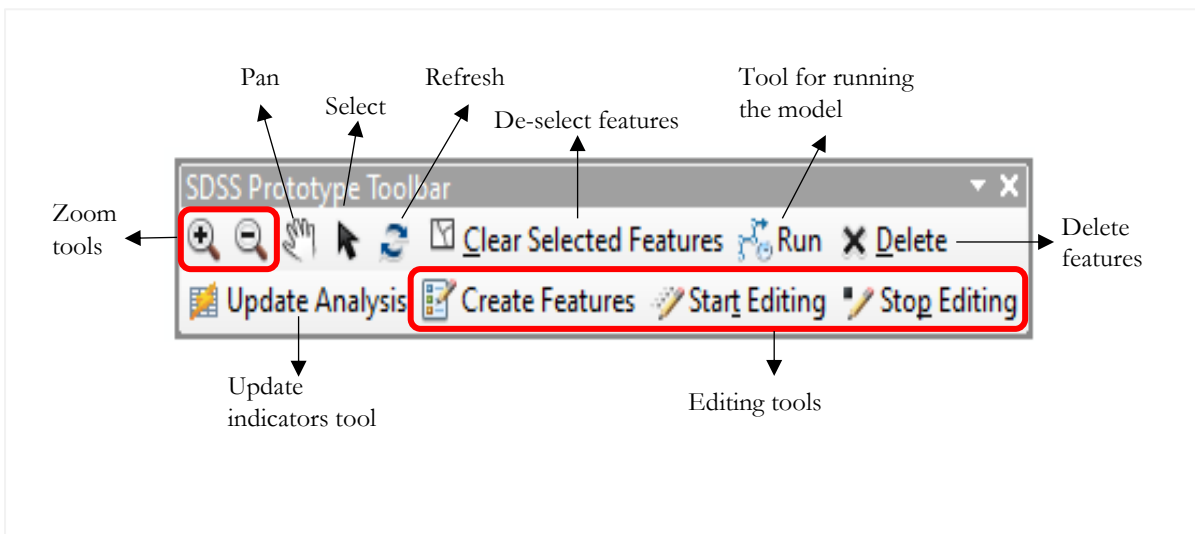 Pan
Refresh
Tool for running
the model
Select
De-select features
SDSS Prototype Toolbar
Zoom
tools
Clear Selected Features
Run
Delete
Delete
features
Update Analysis
Create Features
Start Editing
Stop Editing
Update
indicators tool
Editing tools